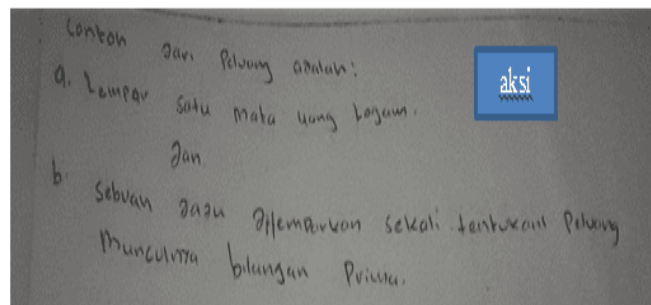 Contoh dari Peluang adalah:
a. Lempar satu mata uang logam.
dan
b. Sebuah dadu dilemparkan sekali tentukan Peluang
Munculnya bilangan Prima.
aksi